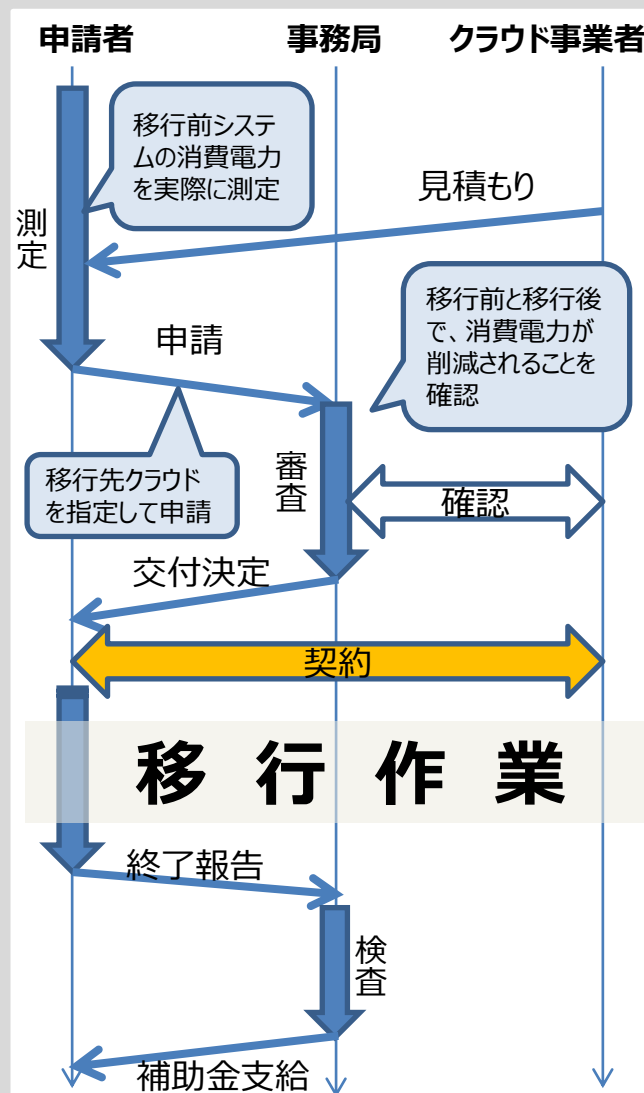 申請者 事務局 クラウド事業者
移行前システ
ムの消費電力
を実際に測定
見積もり
測定
移行前と移行後
で、消費電力が
削減されることを
確認
申請
移行先クラウド
を指定して申請
審査
確認
交付決定
契約
移行作業
終了報告
検査
補助金支給